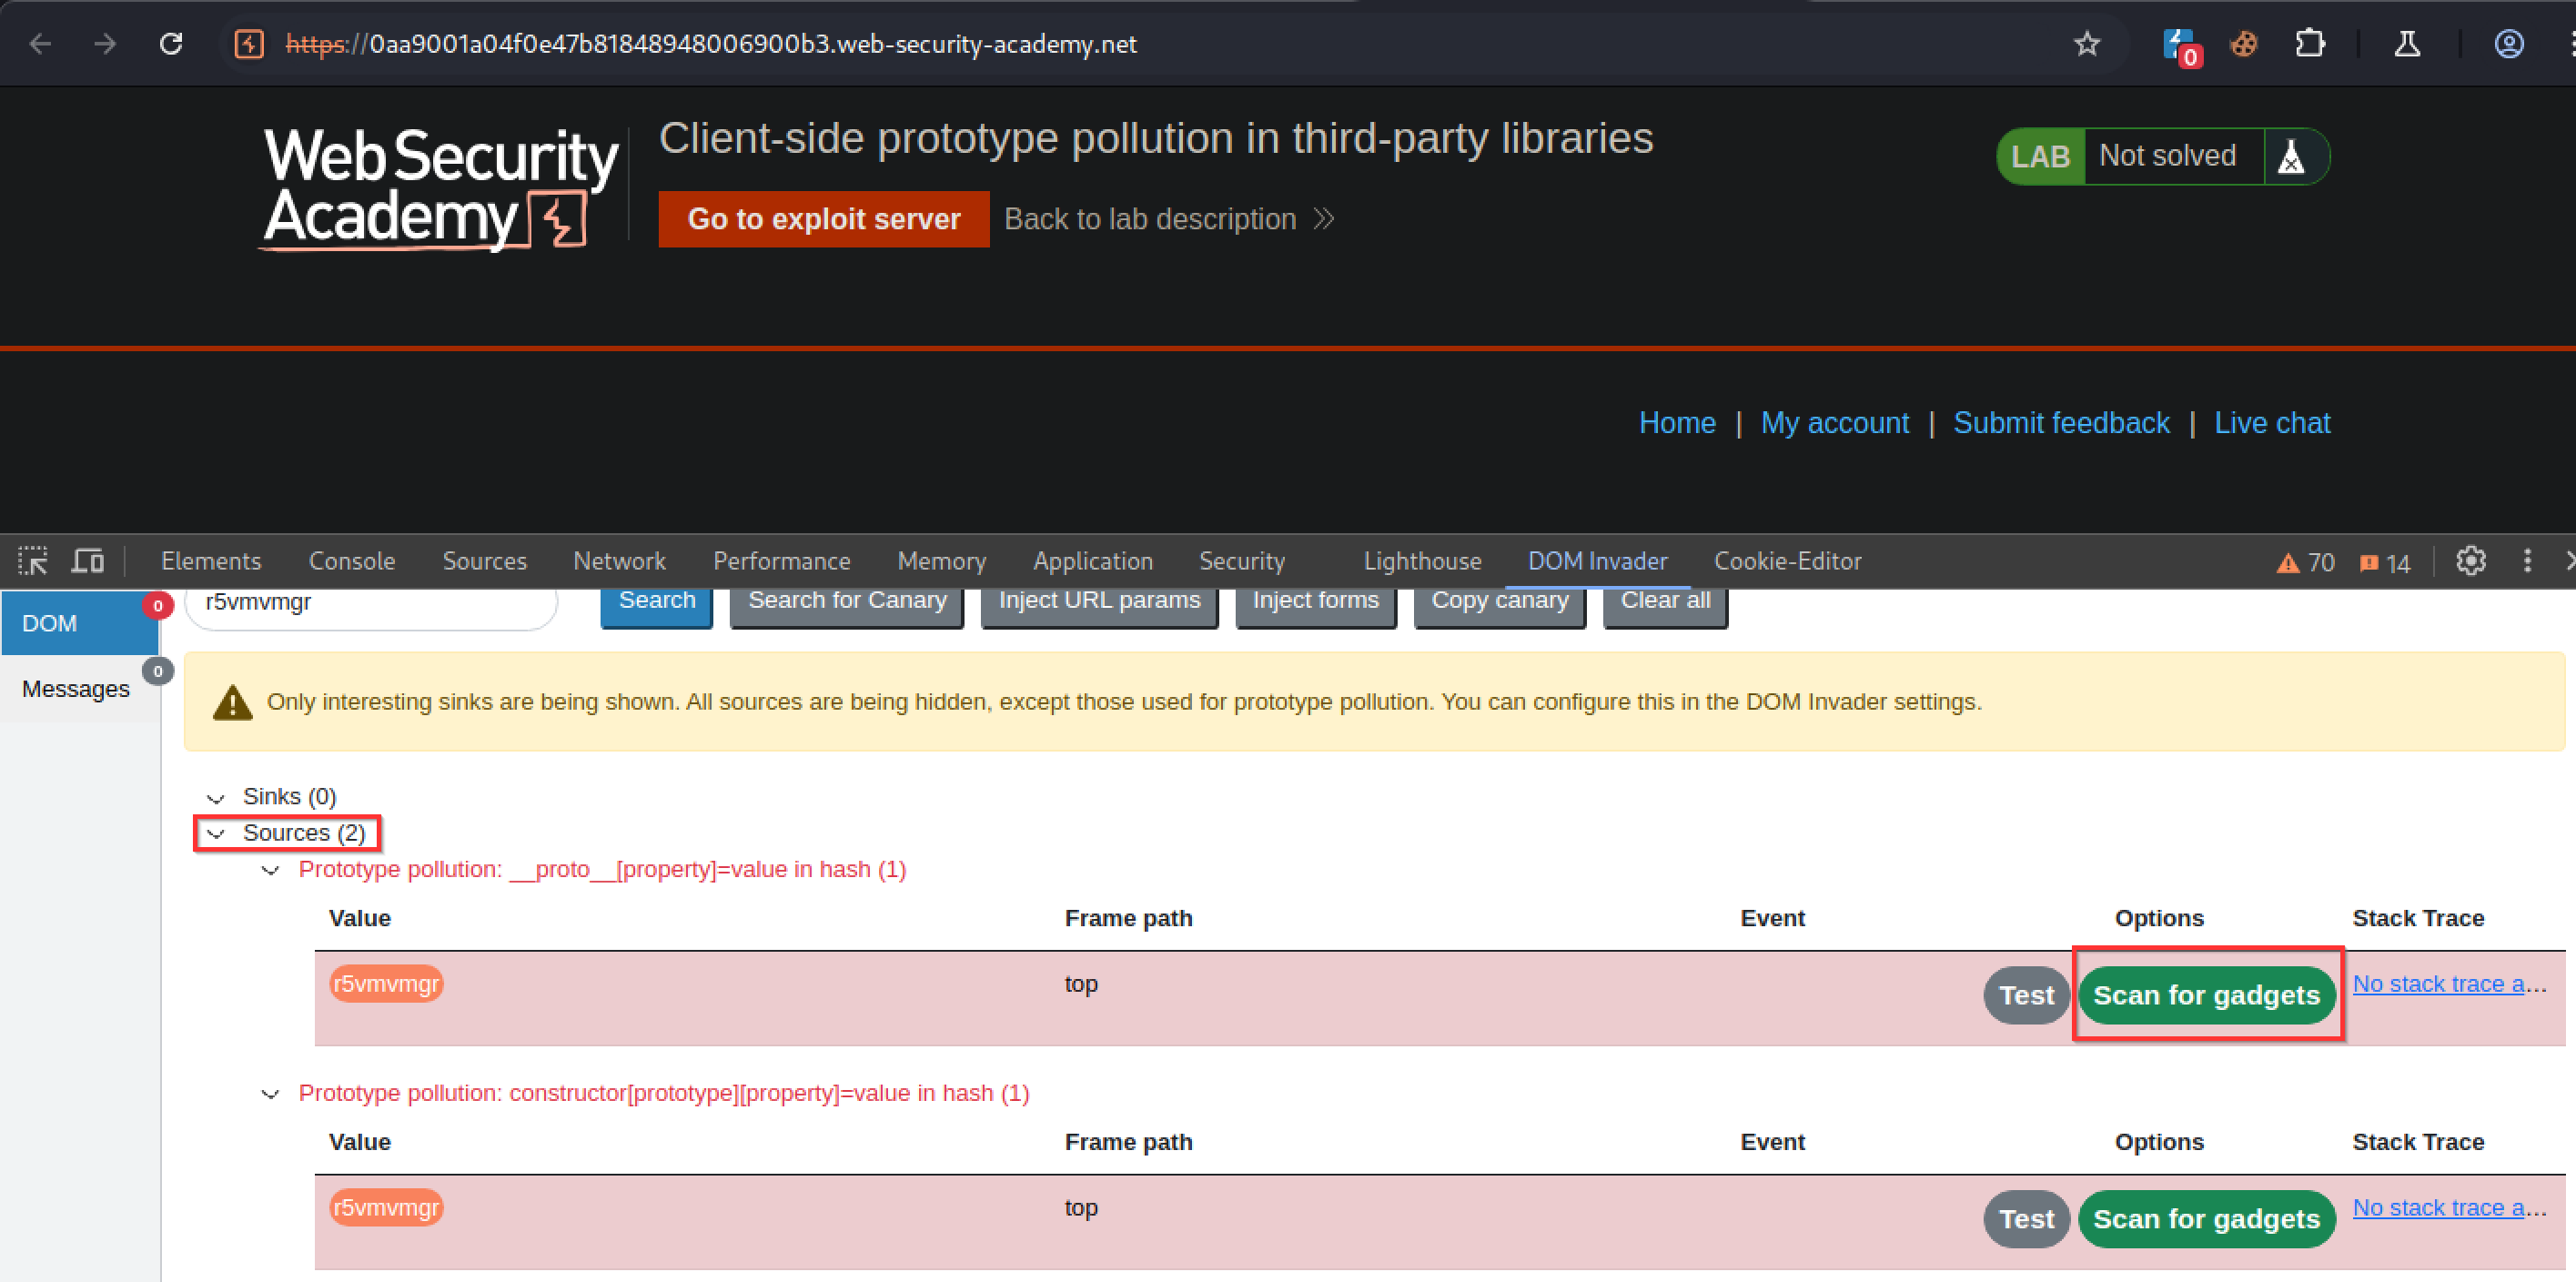 https://0aa9001a04f0e47b81848948006900b3.web-security-academy.net
0
Web Security
Academy
Client-side prototype pollution in third-party libraries
Go to exploit server
Back to lab description
LAB
Not solved
Home | My account | Submit feedback | Live chat
Elements Console Sources Network Performance Memory Application Security Lighthouse DOM Invader Cookie-Editor 70 14
DOM 0
Messages 0
r5vmvmgr Search Search for Canary Inject URL params Inject forms Copy canary Clear all
Only interesting sinks are being shown. All sources are being hidden, except those used for prototype pollution. You can configure this in the DOM Invader settings.
Sinks (0)
Sources (2)
Prototype pollution: __proto__[property]=value in hash (1)
Value Frame path Event Options Stack Trace
r5vmvmgr top Test Scan for gadgets No stack trace a...
Prototype pollution: constructor[prototype][property]=value in hash (1)
Value Frame path Event Options Stack Trace
r5vmvmgr top Test Scan for gadgets No stack trace a...